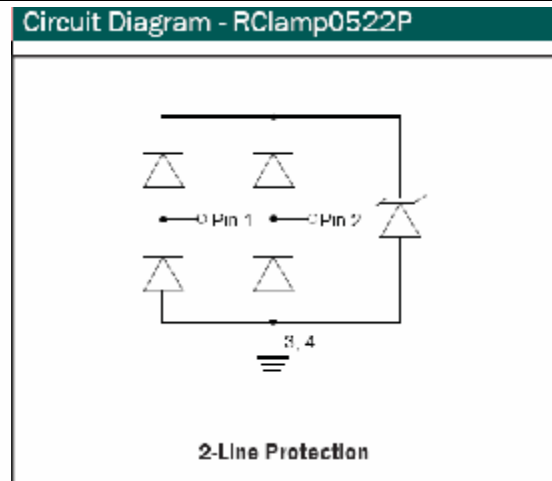 Circuit Diagram - RClamp0522P
Pin 1
Pin 2
3, 4
2-Line Protection